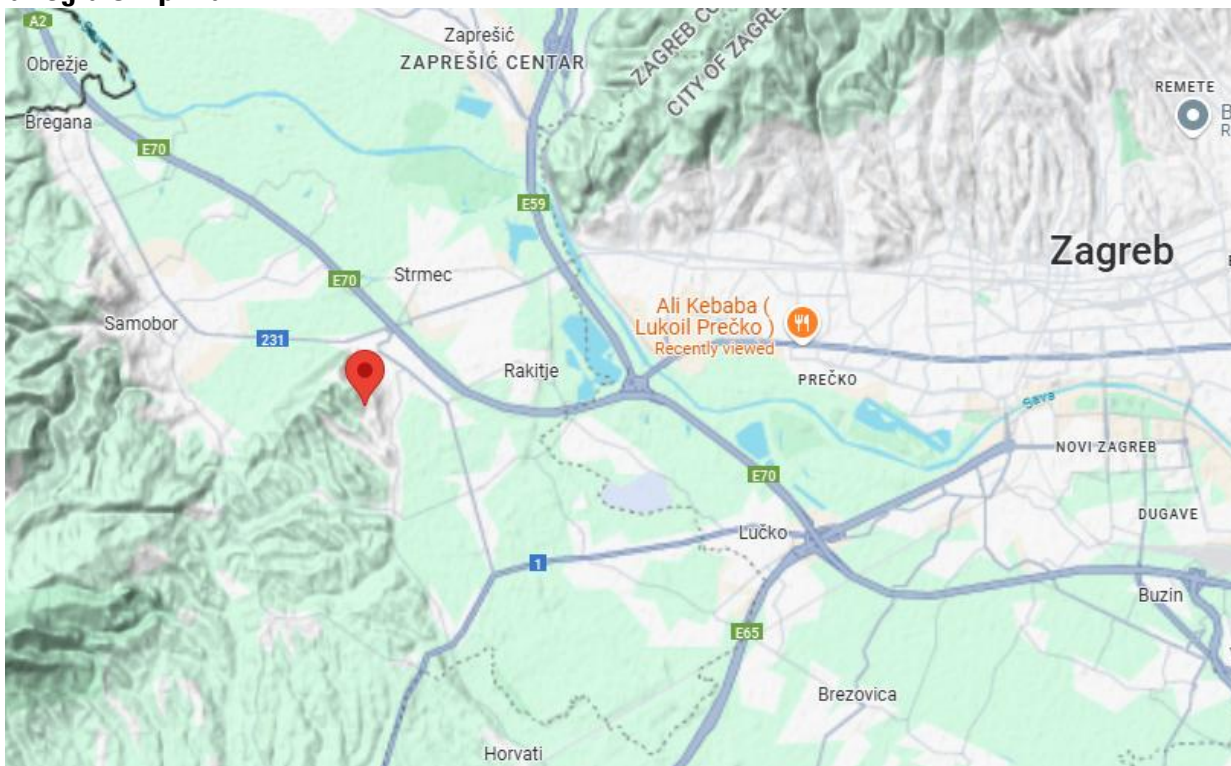 A2
Obrežje
Bregana
Zaprešić
ZAPREŠIĆ CENTAR
CITY OF ZAGREB
REMETE
E70
E59
Zagreb
E70
Strmec
Samobor
231
Ali Kebaba (
Lukoil Prečko )
Recently viewed
Rakitje
PREČKO
Sava
NOVI ZAGREB
E70
DUGAVE
Lučko
1
Buzin
E65
Brezovica
Horvati